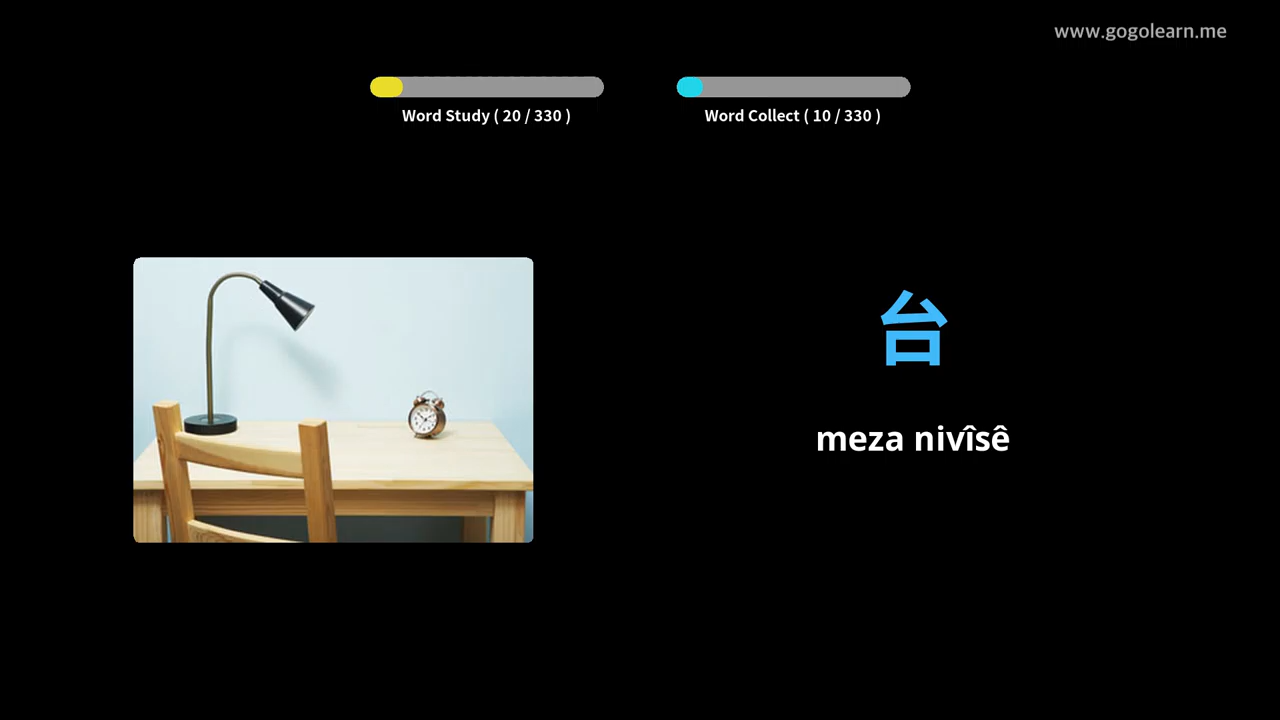 www.gogolearn.me
Word Study ( 20 / 330 )
Word Collect ( 10 / 330 )
台
meza nivîsê